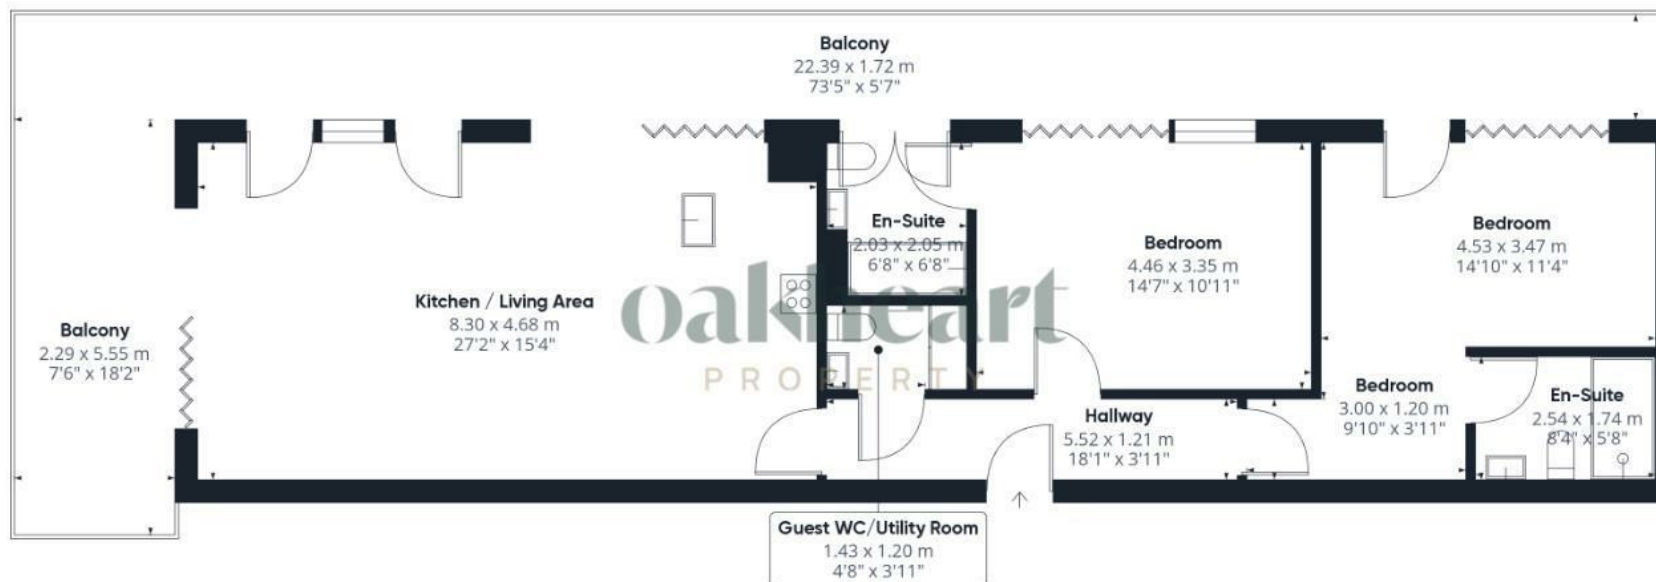 Balcony
22.39 x 1.72 m
73'5" x 5'7"
En-Suite
2.03 x 2.05 m
6'8" x 6'8"
Bedroom
4.46 x 3.35 m
14'7" x 10'11"
Bedroom
4.53 x 3.47 m
14'10" x 11'4"
Kitchen / Living Area
8.30 x 4.68 m
27'2" x 15'4"
Balcony
2.29 x 5.55 m
7'6" x 18'2"
oakheart
PROPERTY
Hallway
5.52 x 1.21 m
18'1" x 3'11"
Bedroom
3.00 x 1.20 m
9'10" x 3'11"
En-Suite
2.54 x 1.74 m
8'4" x 5'8"
Guest WC/Utility Room
1.43 x 1.20 m
4'8" x 3'11"